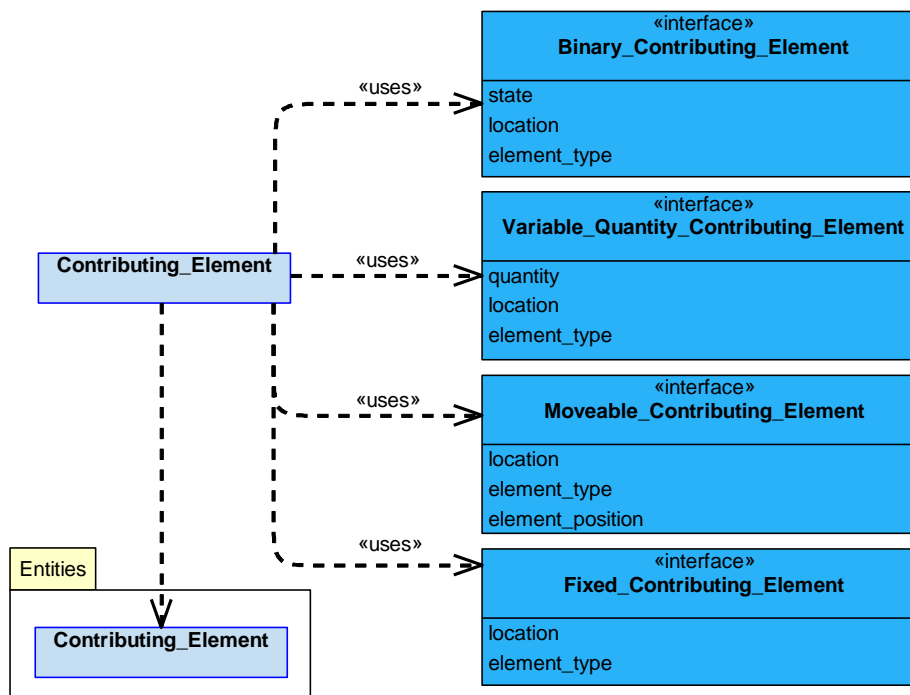 «interface»
Binary_Contributing_Element
state
location
element_type
«uses»
«interface»
Variable_Quantity_Contributing_Element
quantity
location
element_type
Contributing_Element
«uses»
«interface»
Moveable_Contributing_Element
location
element_type
element_position
«uses»
«interface»
Fixed_Contributing_Element
location
element_type
«uses»
Entities
Contributing_Element